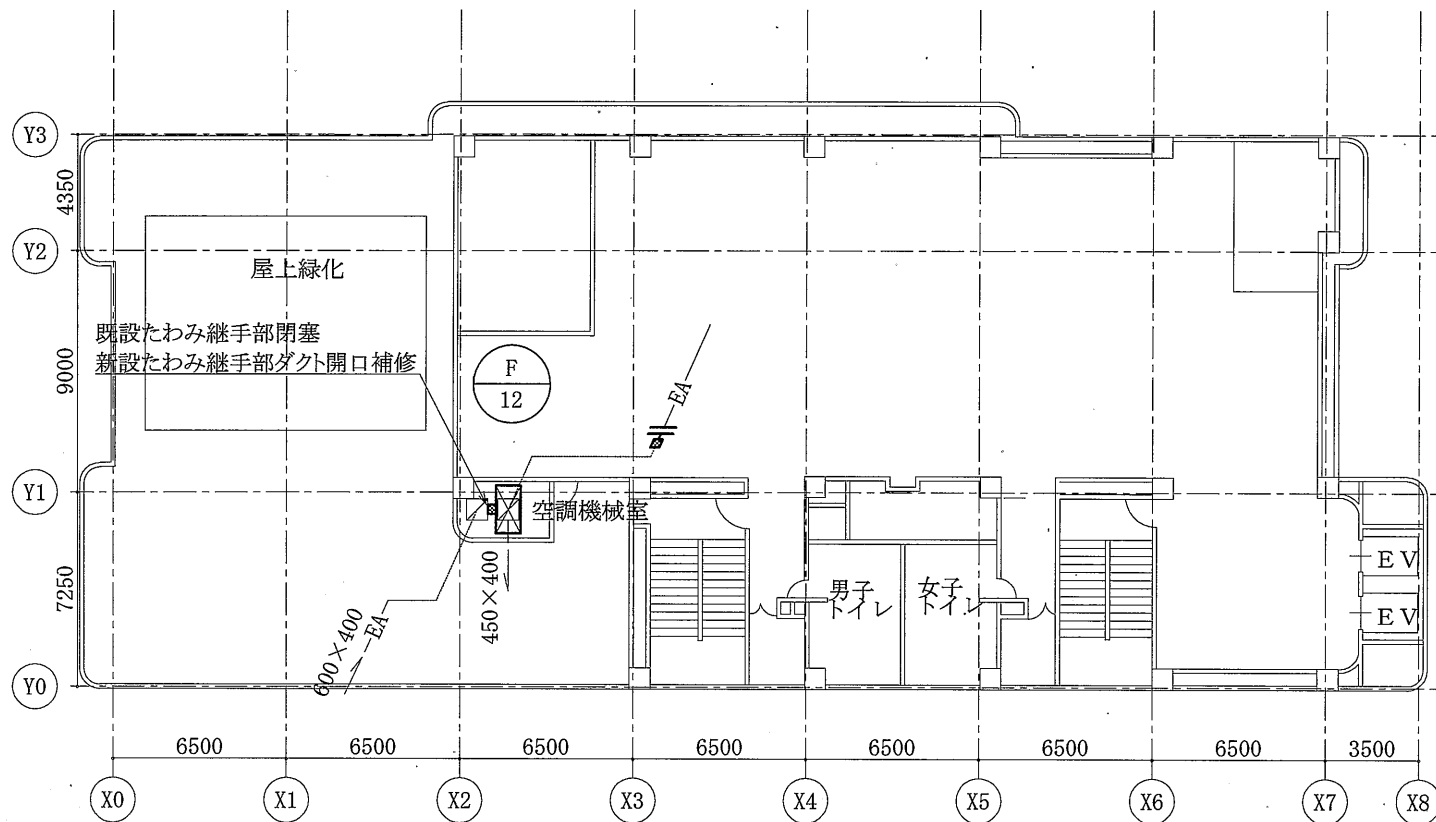 Y3
4350
Y2
屋上緑化
既設たわみ継手部閉塞
新設たわみ継手部ダクト開口補修
9000
F
12
EA
Y1
空調機械室
7250
450×400
600×400
EA
男子
トイレ
女子
トイレ
EV
EV
Y0
6500
6500
6500
6500
6500
6500
6500
3500
X0
X1
X2
X3
X4
X5
X6
X7
X8